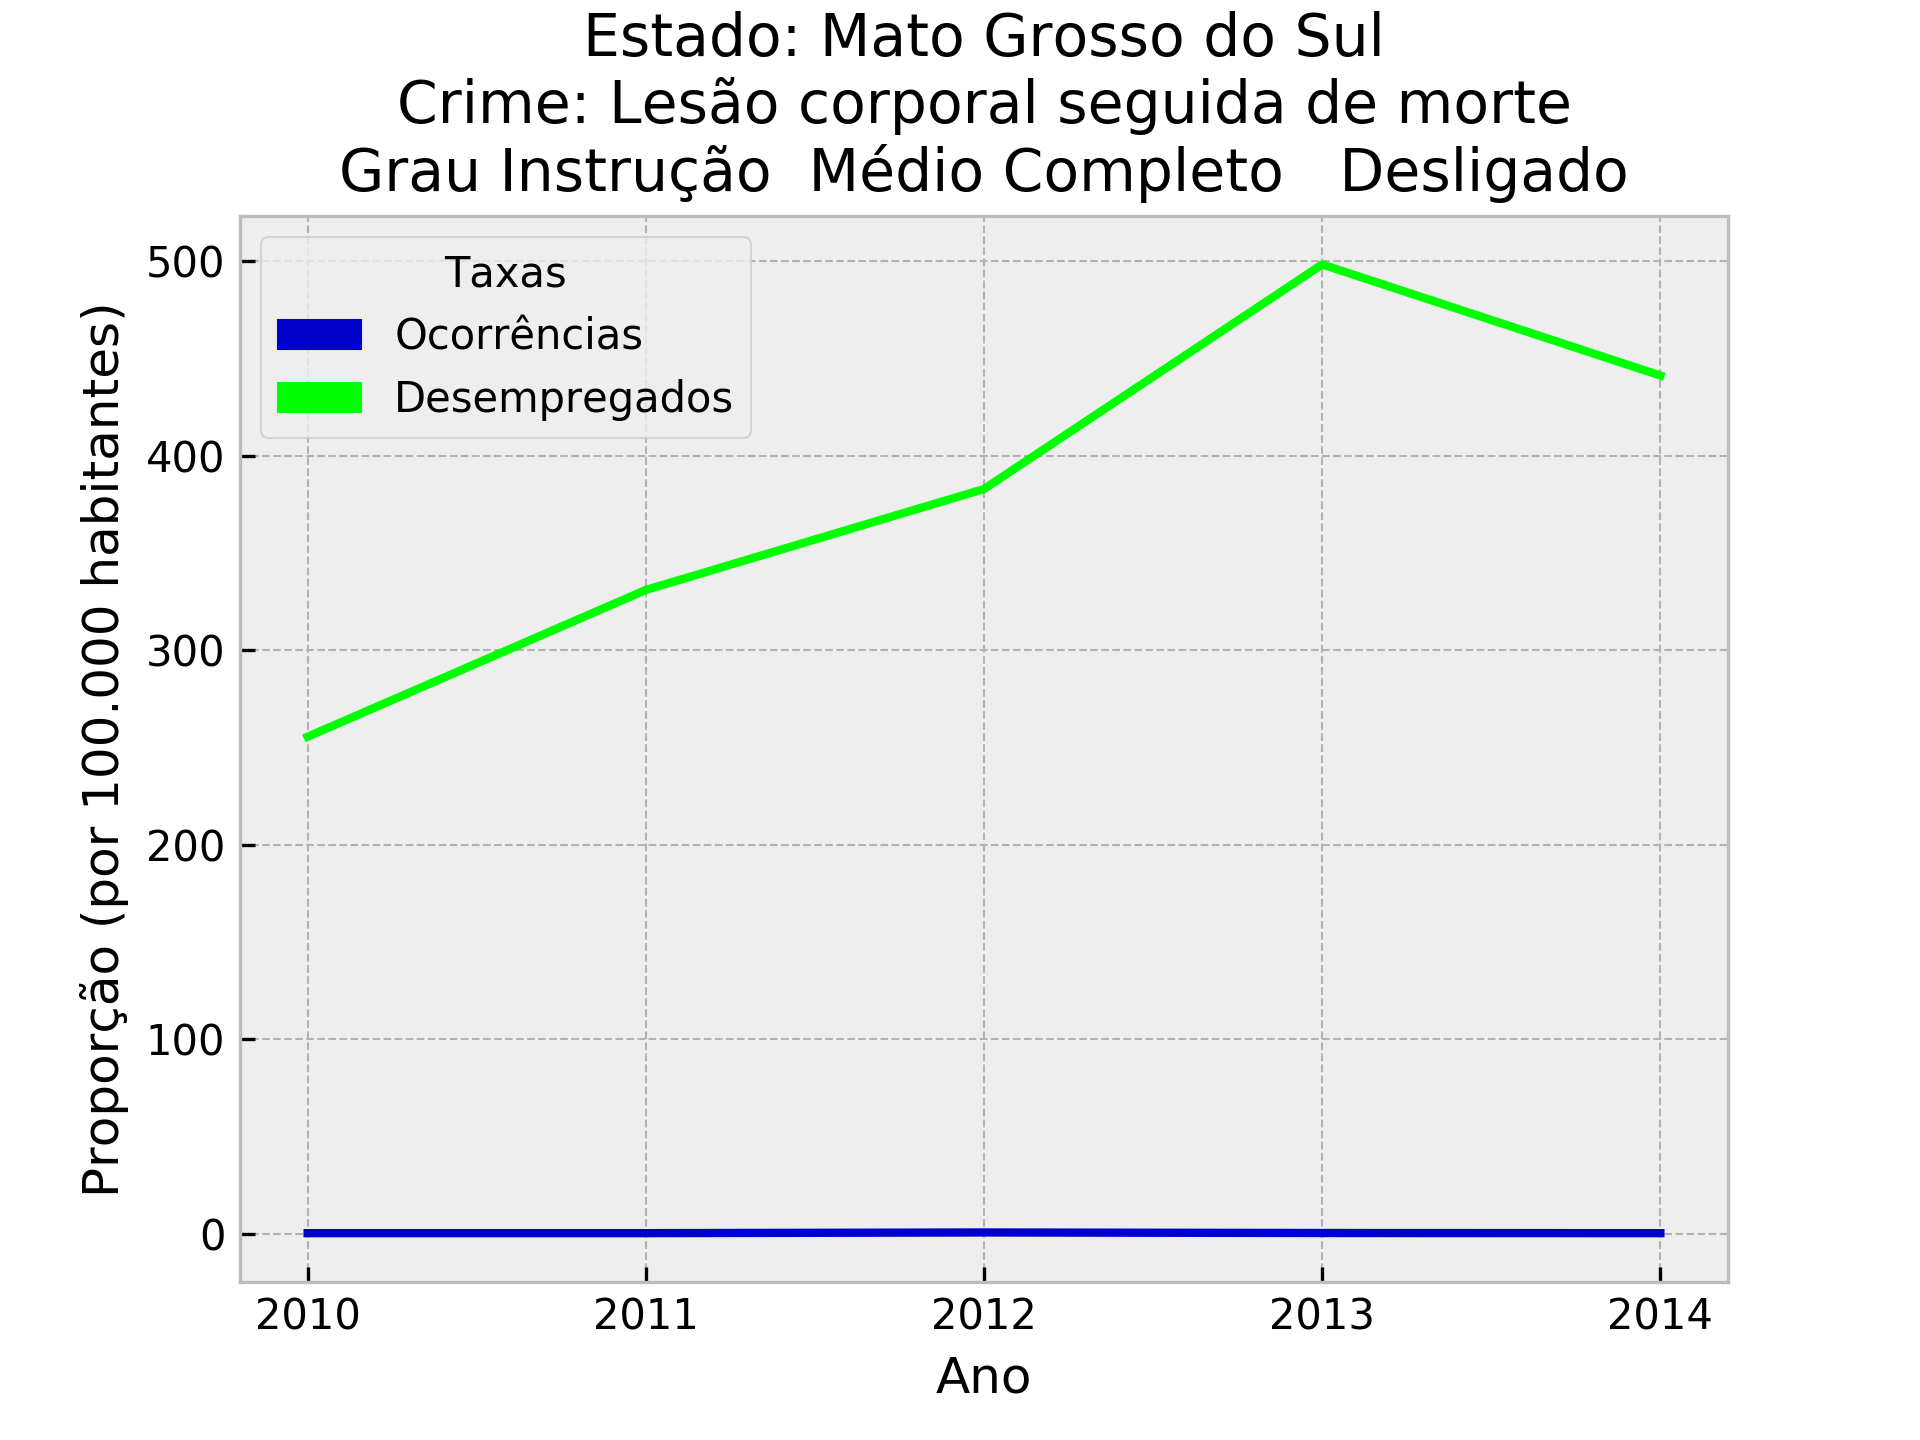 Estado: Mato Grosso do Sul
Crime: Lesão corporal seguida de morte
Grau Instrução  Médio Completo   Desligado
Taxas
Ocorrências
Desempregados
Proporção (por 100.000 habitantes)
500
400
300
200
100
0
2010 2011 2012 2013 2014
Ano